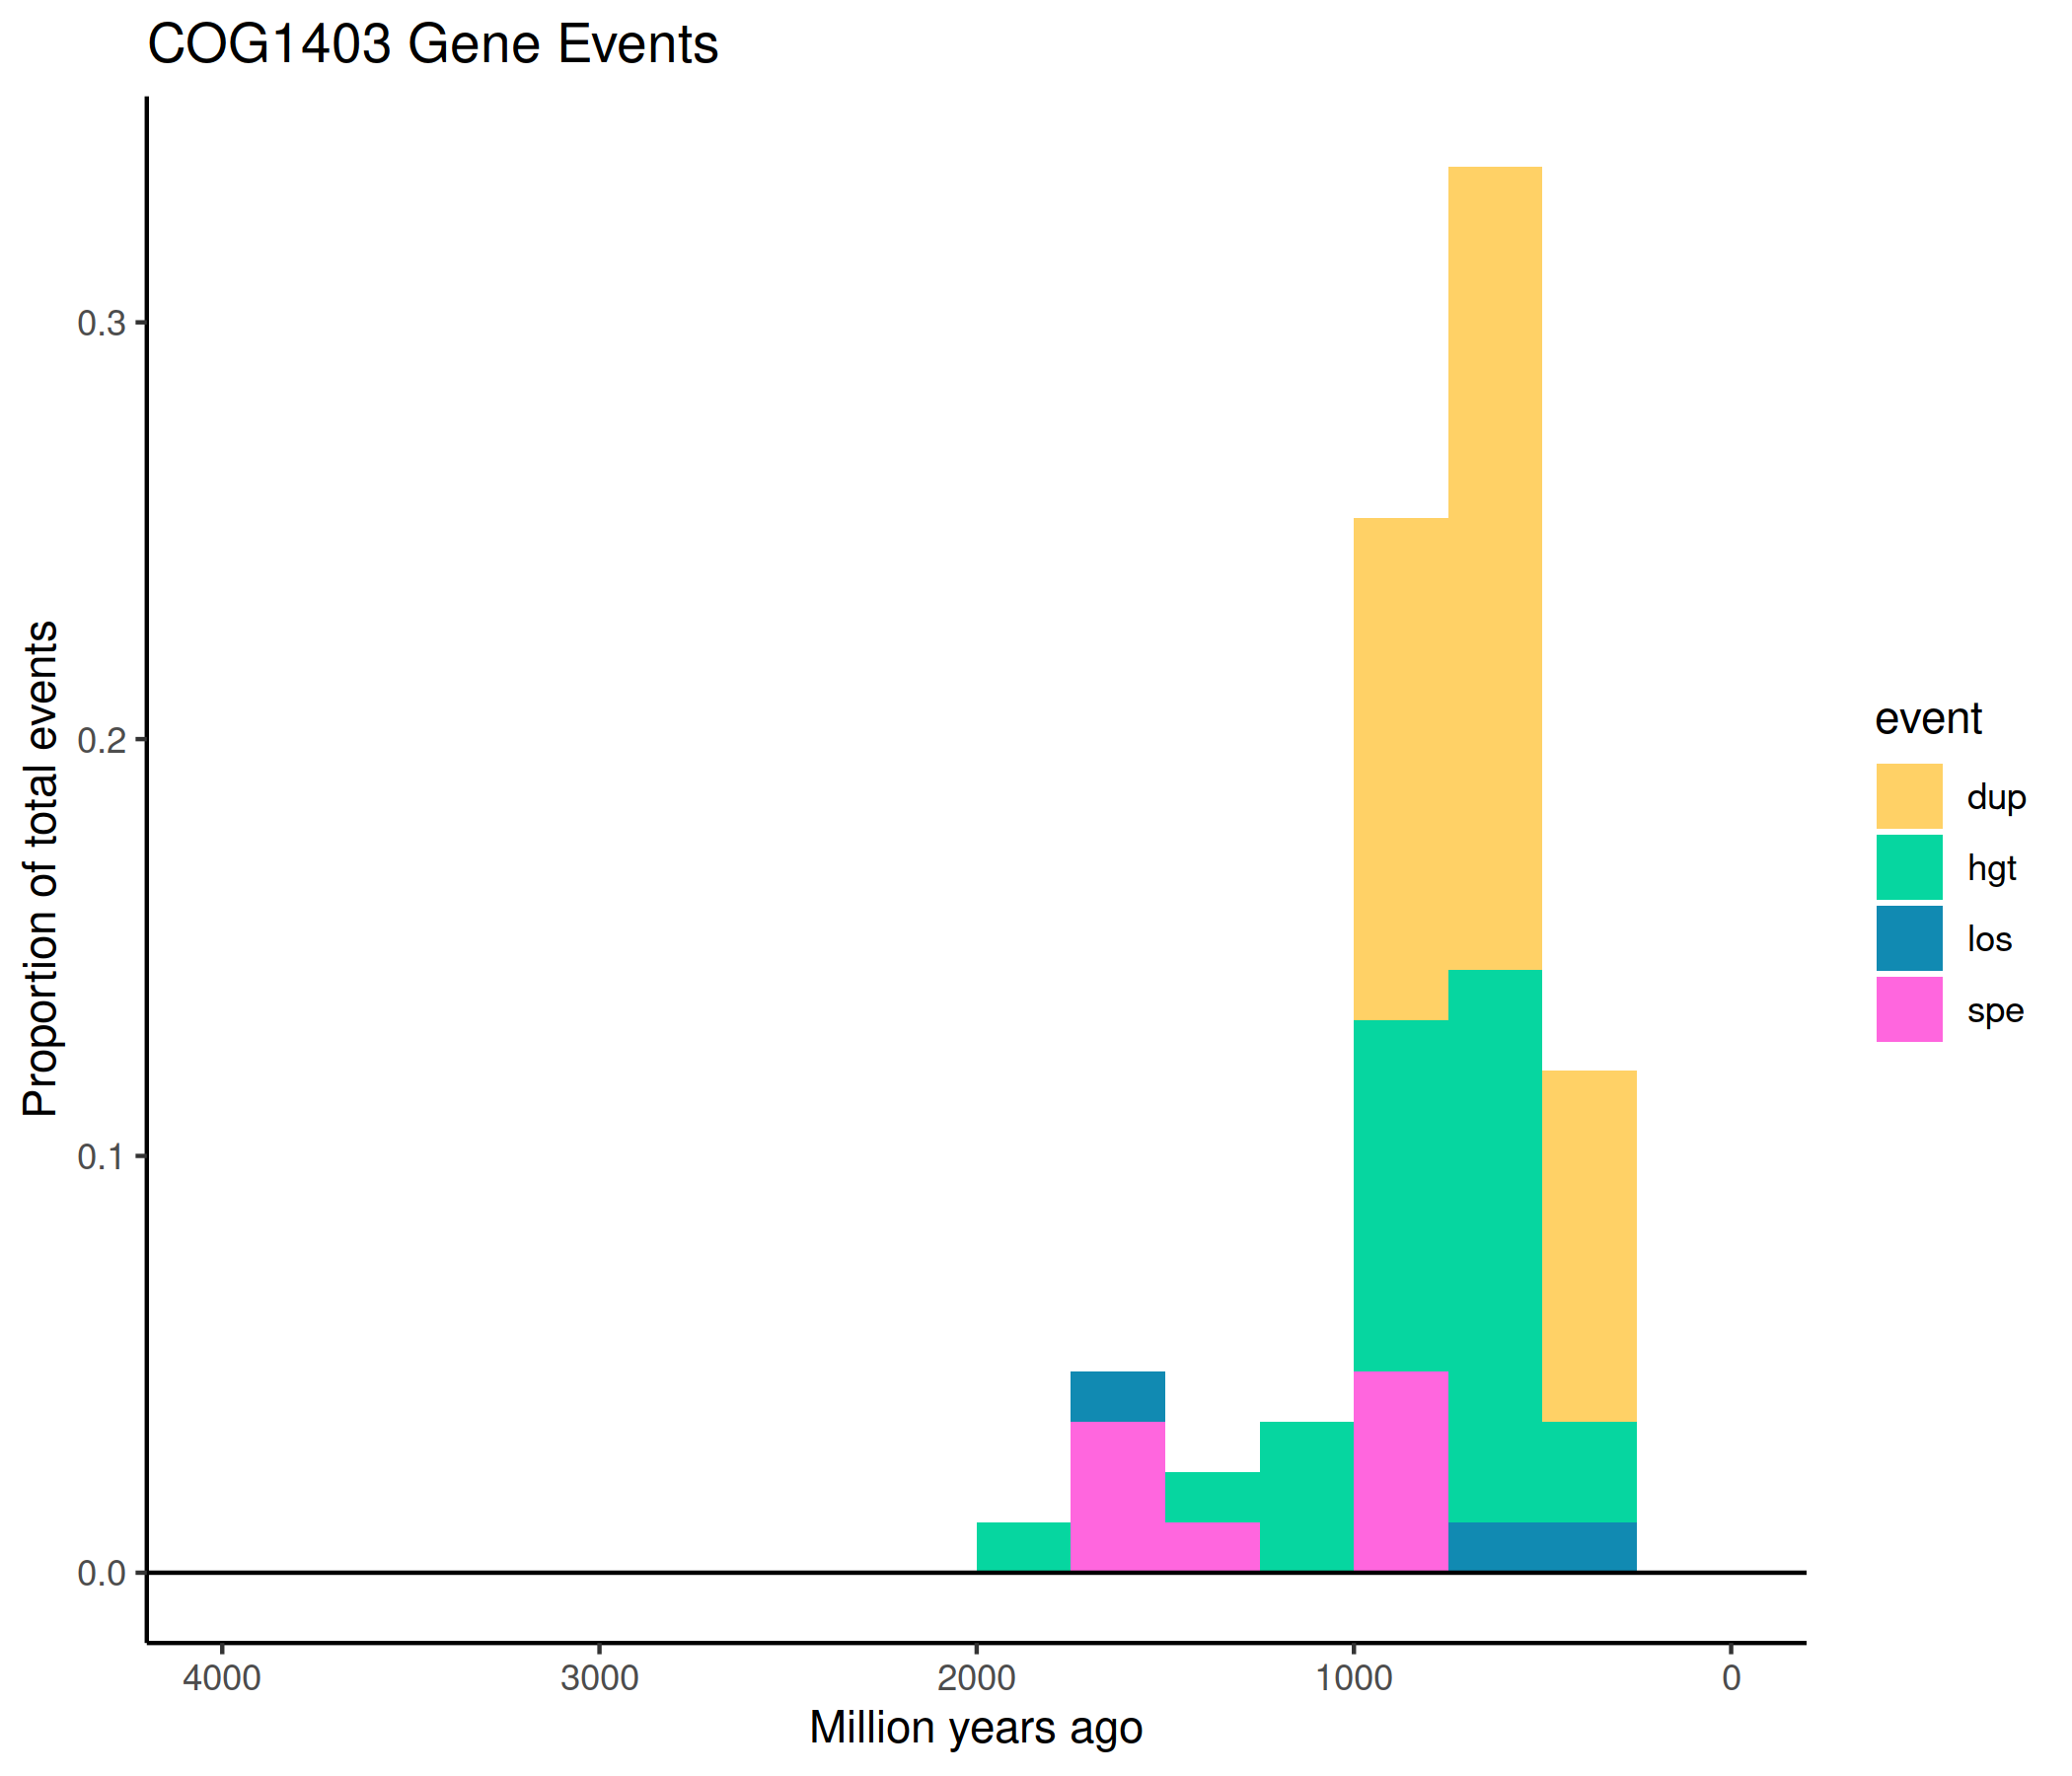 COG1403 Gene Events
Proportion of total events
0.3
0.2
0.1
0.0
4000 3000 2000 1000 0
Million years ago
event
dup
hgt
los
spe